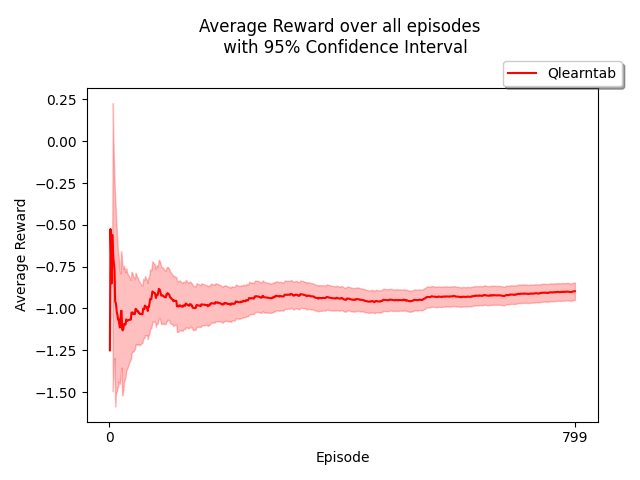 Average Reward over all episodes
with 95% Confidence Interval
Qlearntab
0.25
0.00
−0.25
−0.50
−0.75
−1.00
−1.25
−1.50
Average Reward
0
799
Episode